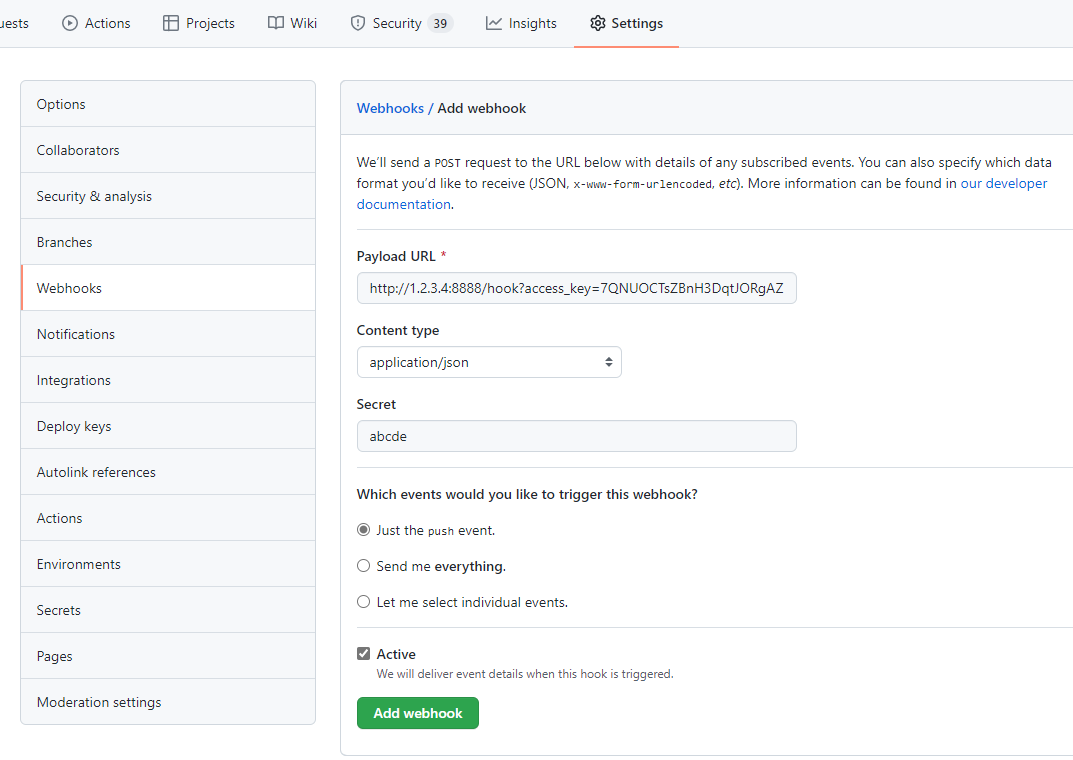 uests Actions Projects Wiki Security 39 Insights Settings
Options
Collaborators
Security & analysis
Branches
Webhooks
Notifications
Integrations
Deploy keys
Autolink references
Actions
Environments
Secrets
Pages
Moderation settings
Webhooks / Add webhook
We'll send a POST request to the URL below with details of any subscribed events. You can also specify which data
format you'd like to receive (JSON, x-www-form-urlencoded, etc). More information can be found in our developer
documentation.
Payload URL *
http://1.2.3.4:8888/hook?access_key=7QNUOCTsZBnH3DqtJORgAZ
Content type
application/json
Secret
abcde
Which events would you like to trigger this webhook?
Just the push event.
Send me everything.
Let me select individual events.
Active
We will deliver event details when this hook is triggered.
Add webhook